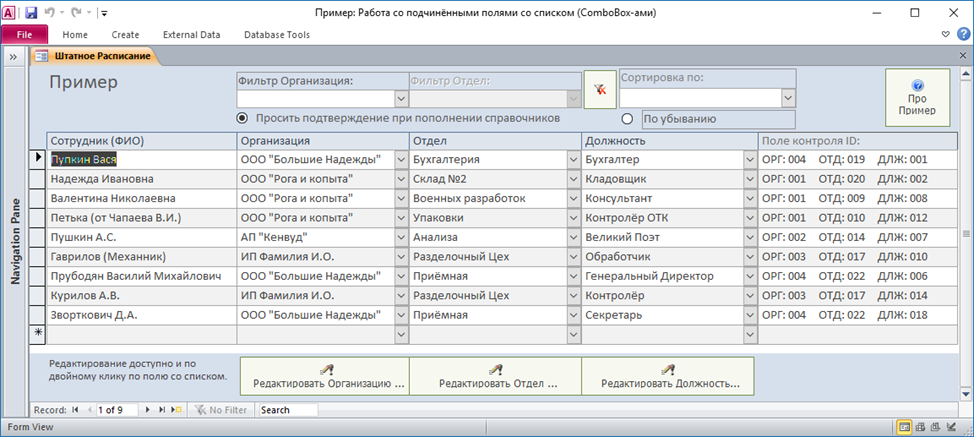 Пример: Работа со подчинёнными полями со списком (ComboBox-ами)
File Home Create External Data Database Tools
Штатное Расписание
Navigation Pane
Пример
Фильтр Организация: Фильтр Отдел: Сортировка по:
Просить подтверждение при пополнении справочников По убыванию
Про
Пример
Сотрудник (ФИО) Организация Отдел Должность Поле контроля ID:
Пупкин Вася ООО "Большие Надежды" Бухгалтерия Бухгалтер ОРГ: 004 ОТД: 019 ДЛЖ: 001
Надежда Ивановна ООО "Рога и копыта" Склад №2 Кладовщик ОРГ: 001 ОТД: 020 ДЛЖ: 002
Валентина Николаевна ООО "Рога и копыта" Военных разработок Консультант ОРГ: 001 ОТД: 009 ДЛЖ: 008
Петька (от Чапаева В.И.) ООО "Рога и копыта" Упаковки Контролёр ОТК ОРГ: 001 ОТД: 010 ДЛЖ: 012
Пушкин А.С. АП "Кенвуд" Анализа Великий Поэт ОРГ: 002 ОТД: 014 ДЛЖ: 007
Гаврилов (Механник) ИП Фамилия И.О. Разделочный Цех Обработчик ОРГ: 003 ОТД: 017 ДЛЖ: 010
Прубодян Василий Михайлович ООО "Большие Надежды" Приёмная Генеральный Директор ОРГ: 004 ОТД: 022 ДЛЖ: 006
Курилов А.В. ИП Фамилия И.О. Разделочный Цех Контролёр ОРГ: 003 ОТД: 017 ДЛЖ: 014
Зворткович Д.А. ООО "Большие Надежды" Приёмная Секретарь ОРГ: 004 ОТД: 022 ДЛЖ: 018
Редактирование доступно и по
двойному клику по полю со списком.
Редактировать Организацию ... Редактировать Отдел ... Редактировать Должность...
Record: 1 of 9 No Filter Search
Form View